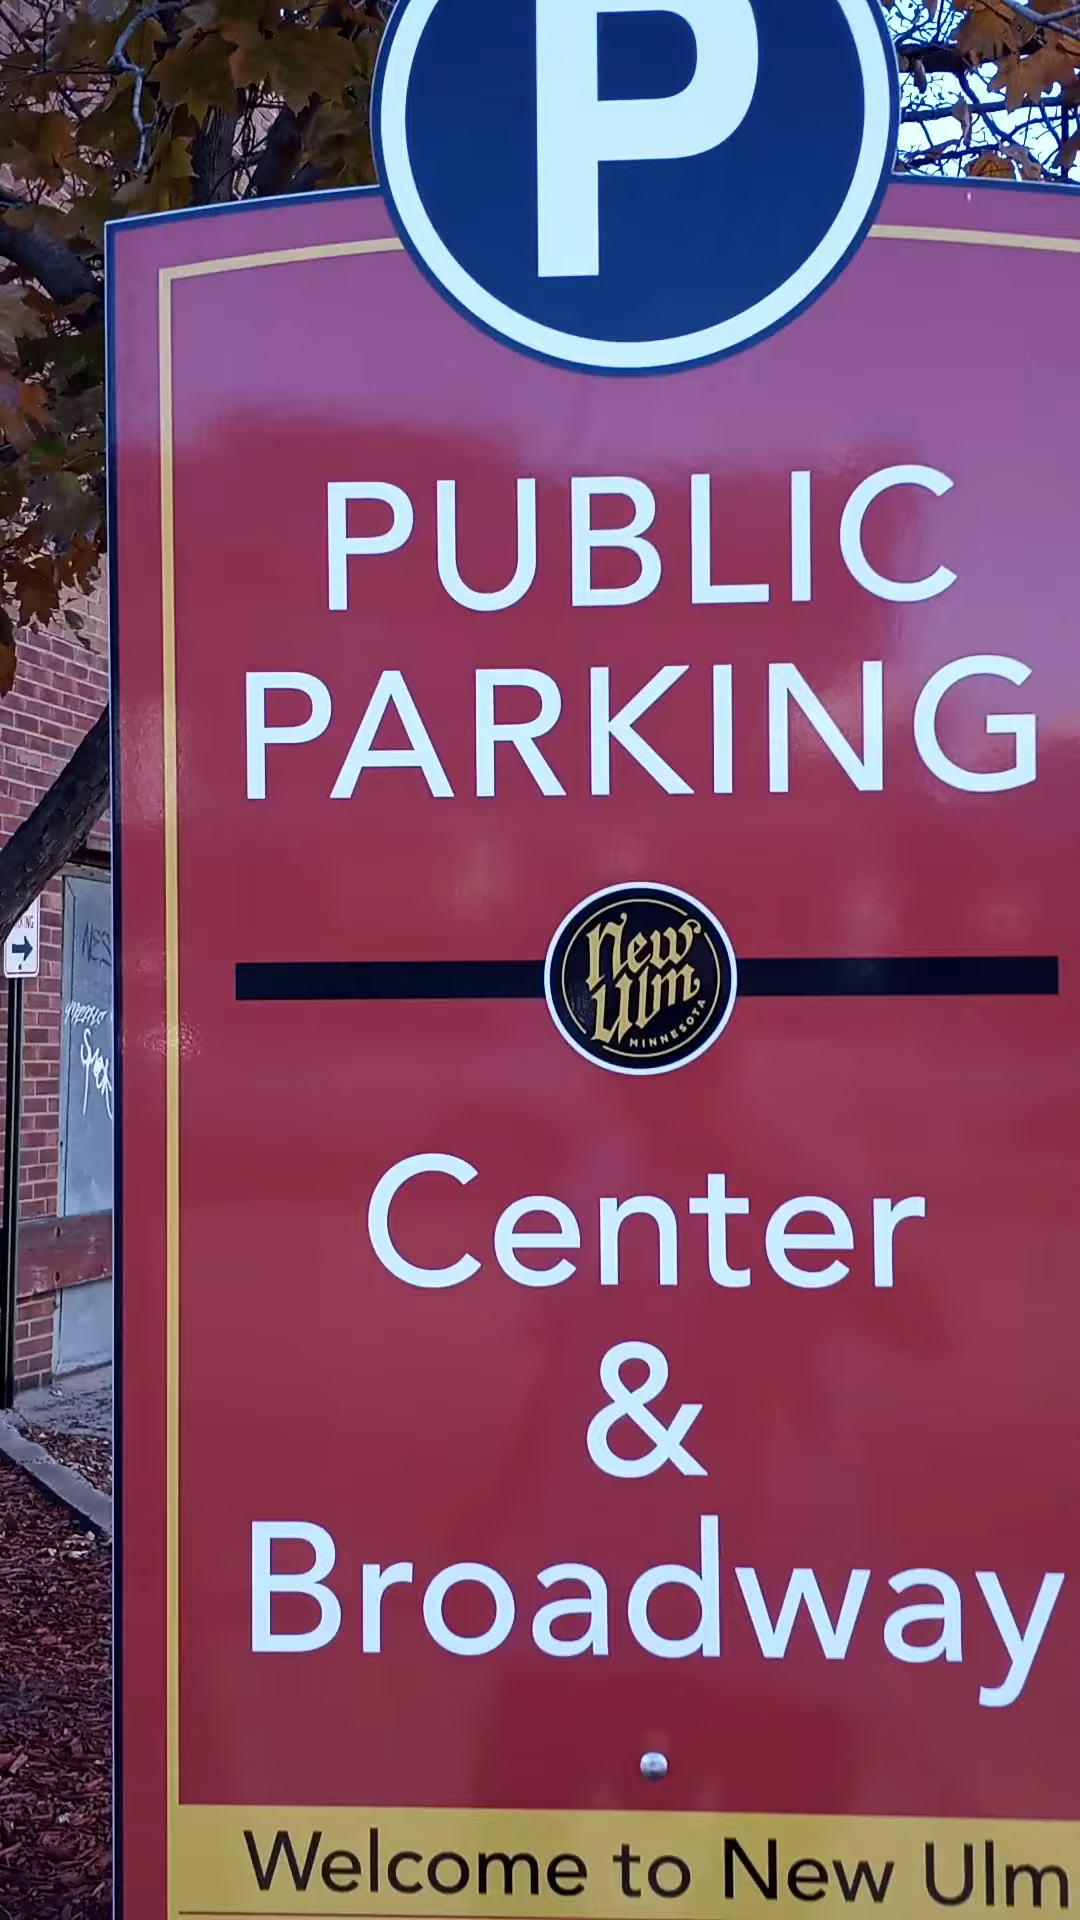 P
PUBLIC
PARKING
New
Ulm
MINNESOTA
Center
&
Broadway
Welcome to New Ulm